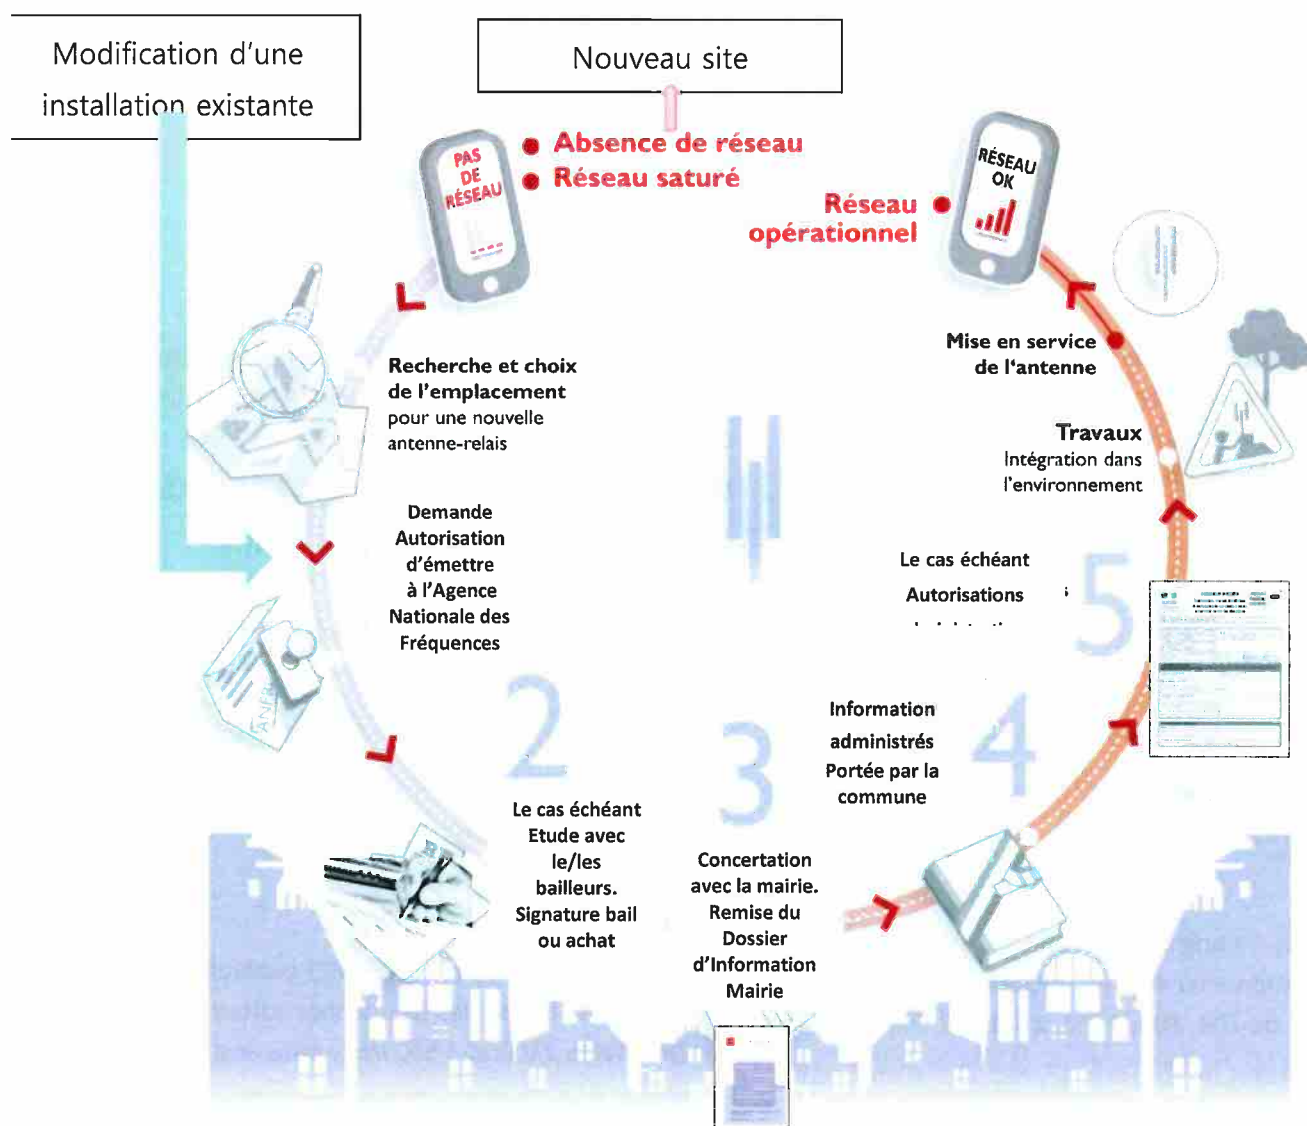 Modification d'une
installation existante
Nouveau site
PAS
DE
RÉSEAU
Absence de réseau
Réseau saturé
RÉSEAU
OK
Réseau
opérationnel
Recherche et choix
de l'emplacement
pour une nouvelle
antenne-relais
Demande
Autorisation
d'émettre
à l'Agence
Nationale des
Fréquences
ANFR
2
Le cas échéant
Etude avec
le/les
bailleurs.
Signature bail
ou achat
3
Concertation
avec la mairie.
Remise du
Dossier
d'Information
Mairie
4
Information
administrés
Portée par la
commune
5
Le cas échéant
Autorisations
Travaux
Intégration dans
l'environnement
Mise en service
de l'antenne